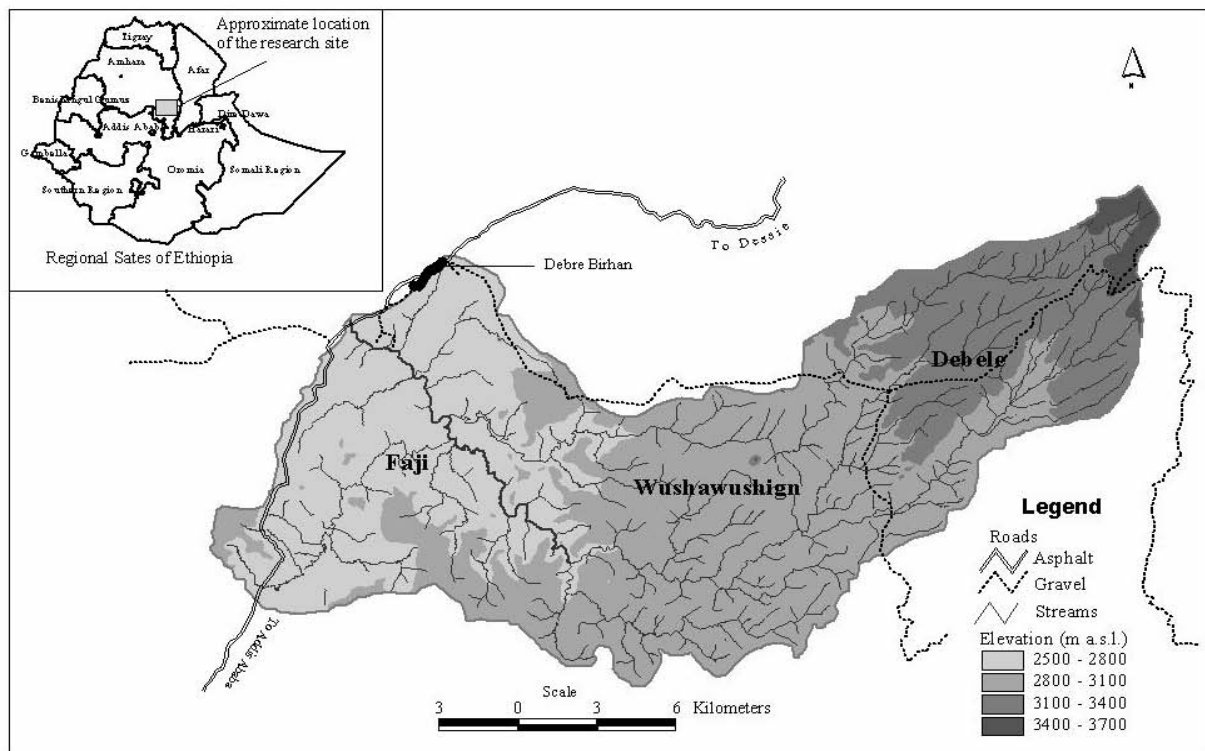 Approximate location
of the research site
Tigray
Amhara
Afar
Benishangul Gumus
Dire Dawa
Addis Ababa
Harari
Gambella
Oromia
Somali Region
Southern Region
Regional Sates of Ethiopia
N
To Dessie
Debre Birhan
Debele
Faji
Wushawushign
To Addis Ababa
Legend
Roads
Asphalt
Gravel
Streams
Elevation (m a.s.l.)
2500 - 2800
2800 - 3100
3100 - 3400
3400 - 3700
Scale
3 0 3 6 Kilometers